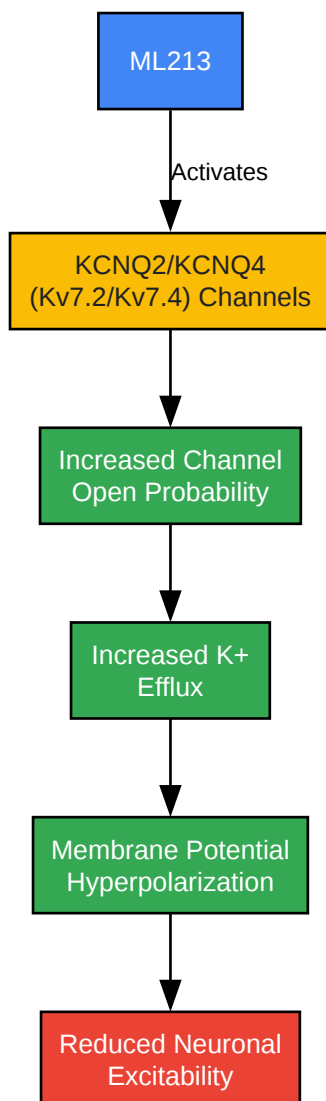 ML213
Activates
KCNQ2/KCNQ4
(Kv7.2/Kv7.4) Channels
Increased Channel
Open Probability
Increased K+
Efflux
Membrane Potential
Hyperpolarization
Reduced Neuronal
Excitability